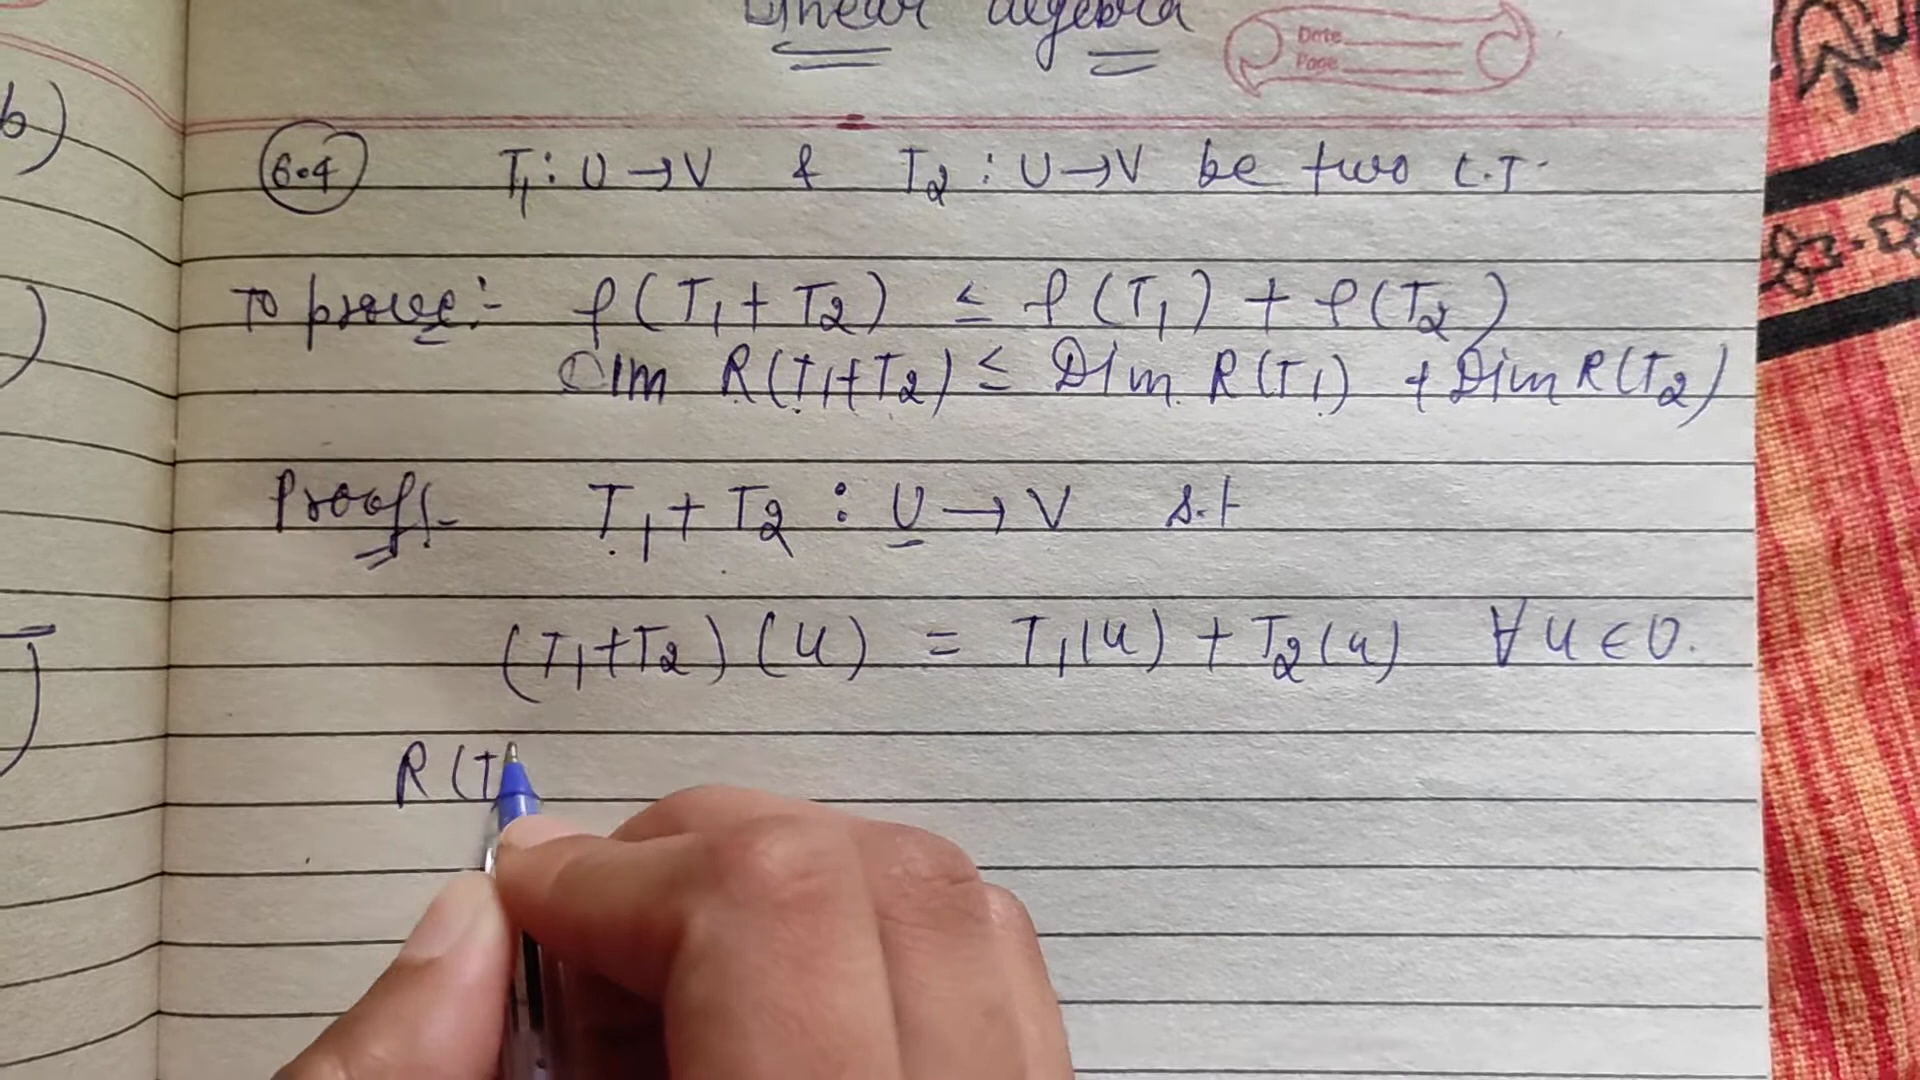 Linear algebra
Date
Page
b)
6.4 T₁ : U → V & T₂ : U → V be two L.T.
To prove :- ρ(T₁ + T₂) ≤ ρ(T₁) + ρ(T₂)
Dim R(T₁+T₂) ≤ Dim R(T₁) + Dim R(T₂)
Proof:- T₁ + T₂ : U → V s.t
(T₁+T₂)(u) = T₁(u) + T₂(u) ∀ u ∈ U.
R(T